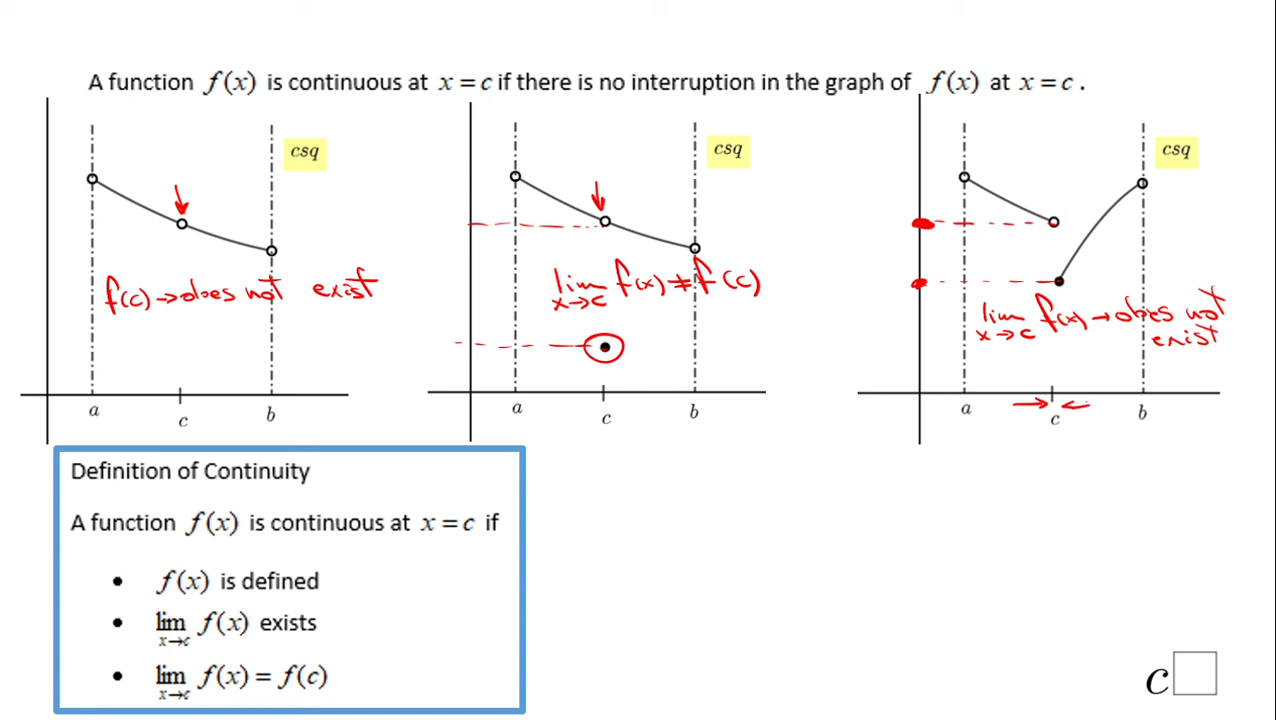 A function f(x) is continuous at x = c if there is no interruption in the graph of f(x) at x = c .
csq
f(c) → does not exist
a
c
b
csq
lim f(x) ≠ f(c)
x→c
a
c
b
csq
lim f(x) → does not
x→c
exist
a
c
b
Definition of Continuity
A function f(x) is continuous at x = c if
• f(x) is defined
• lim f(x) exists
x→c
• lim f(x) = f(c)
x→c
c